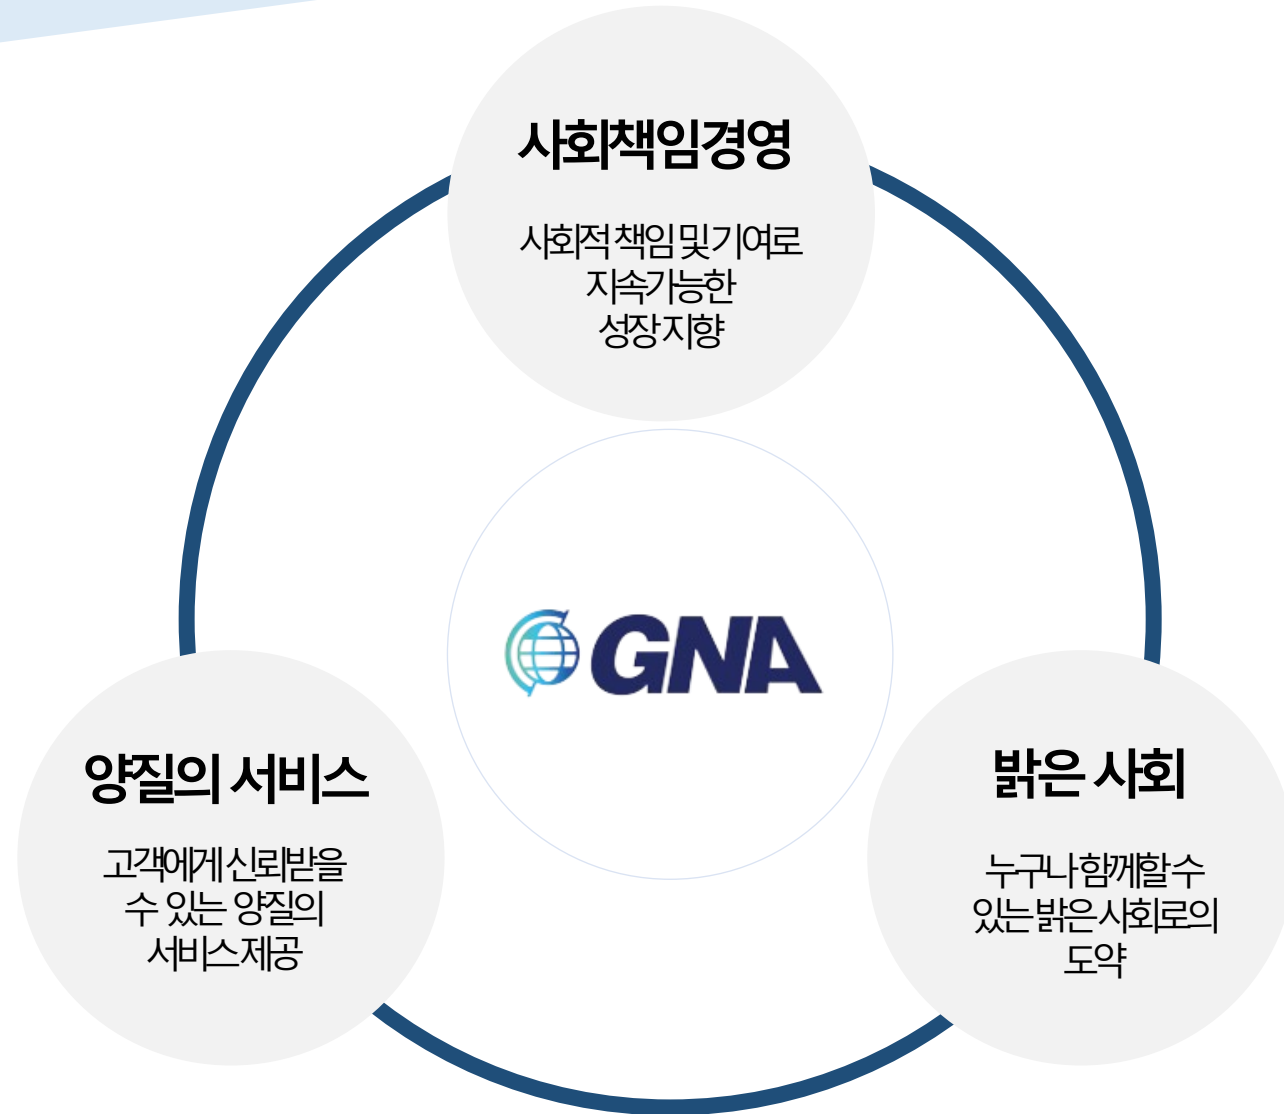 사회책임경영
사회적 책임 및 기여로
지속가능한
성장 지향
GNA
양질의 서비스
고객에게 신뢰받을
수 있는 양질의
서비스 제공
밝은 사회
누구나 함께할 수
있는 밝은 사회로의
도약